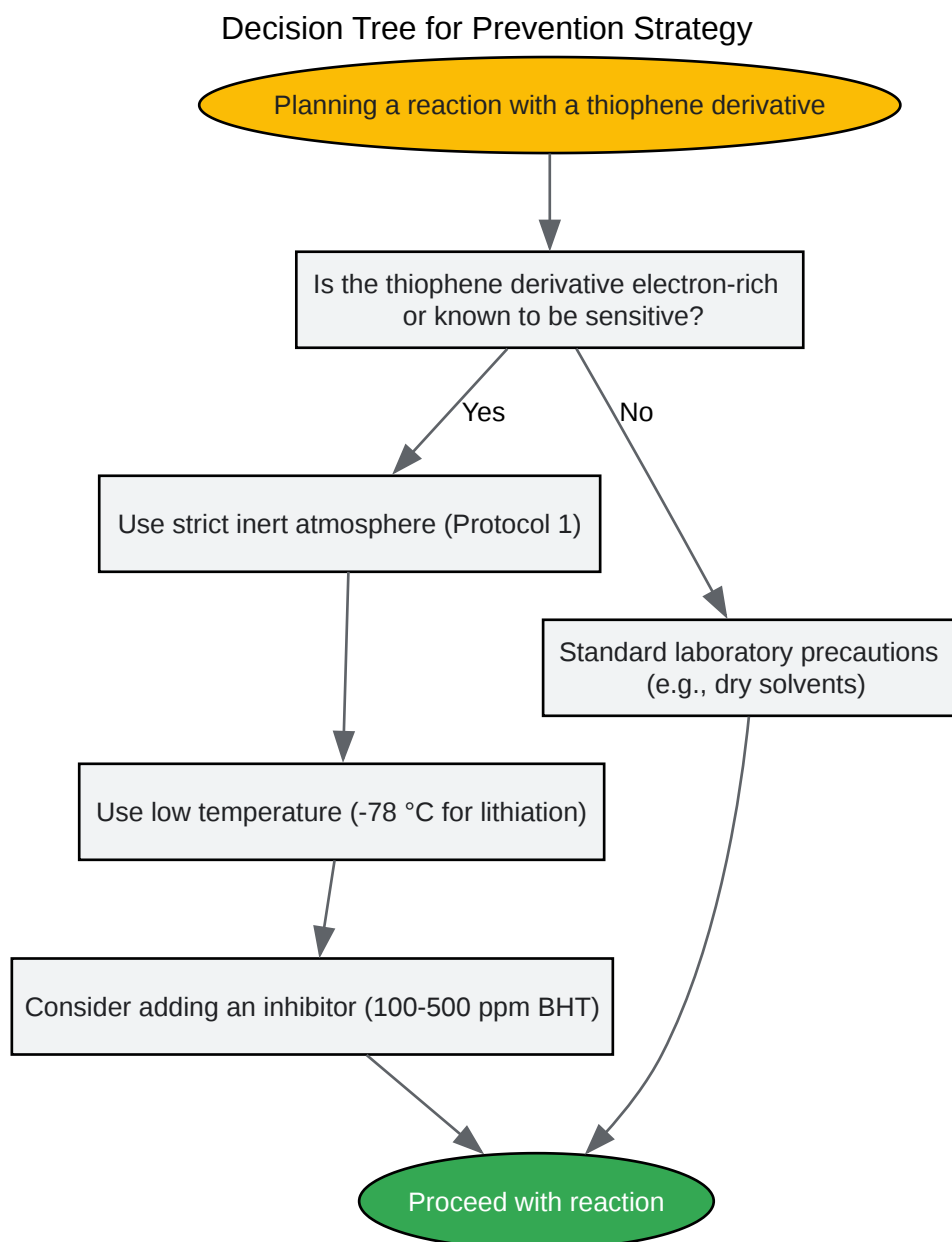 Decision Tree for Prevention Strategy
Planning a reaction with a thiophene derivative
Is the thiophene derivative electron-rich
or known to be sensitive?
Yes
No
Use strict inert atmosphere (Protocol 1)
Standard laboratory precautions
(e.g., dry solvents)
Use low temperature (-78 °C for lithiation)
Consider adding an inhibitor (100-500 ppm BHT)
Proceed with reaction